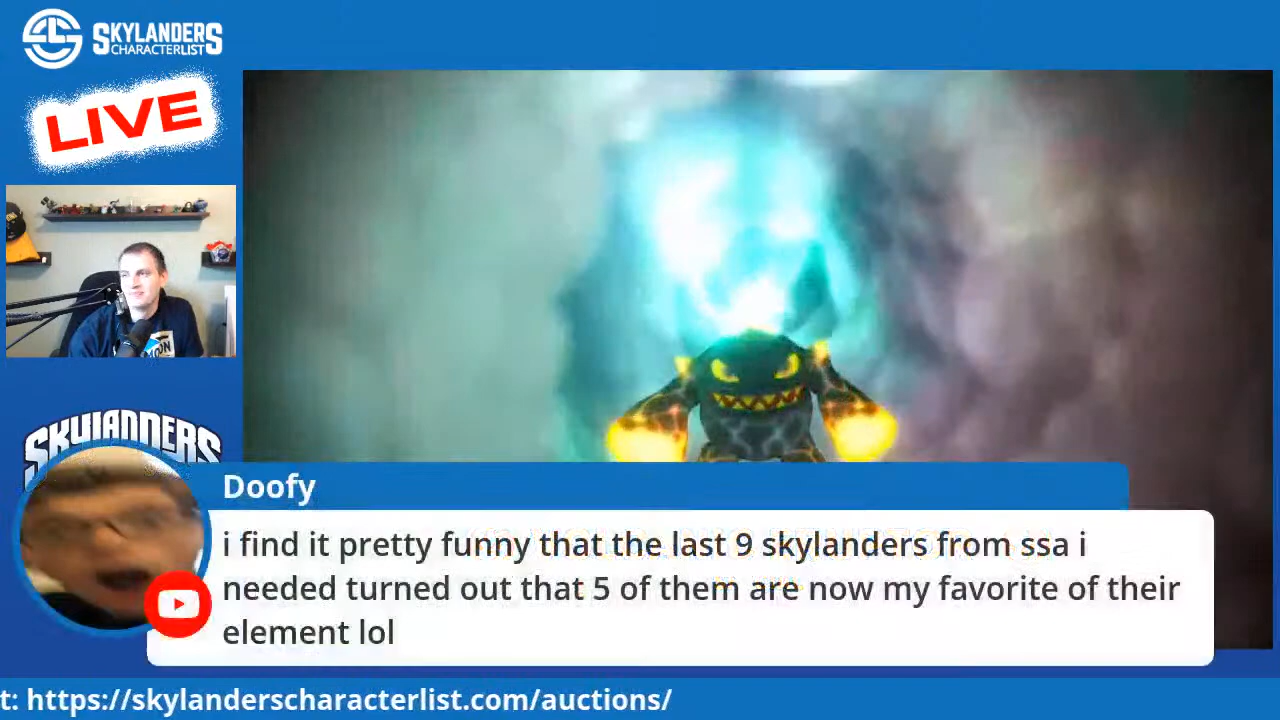 SKYLANDERS
CHARACTERLIST
LIVE
SKYLANDERS
Doofy
i find it pretty funny that the last 9 skylanders from ssa i
needed turned out that 5 of them are now my favorite of their
element lol
t: https://skylanderscharacterlist.com/auctions/